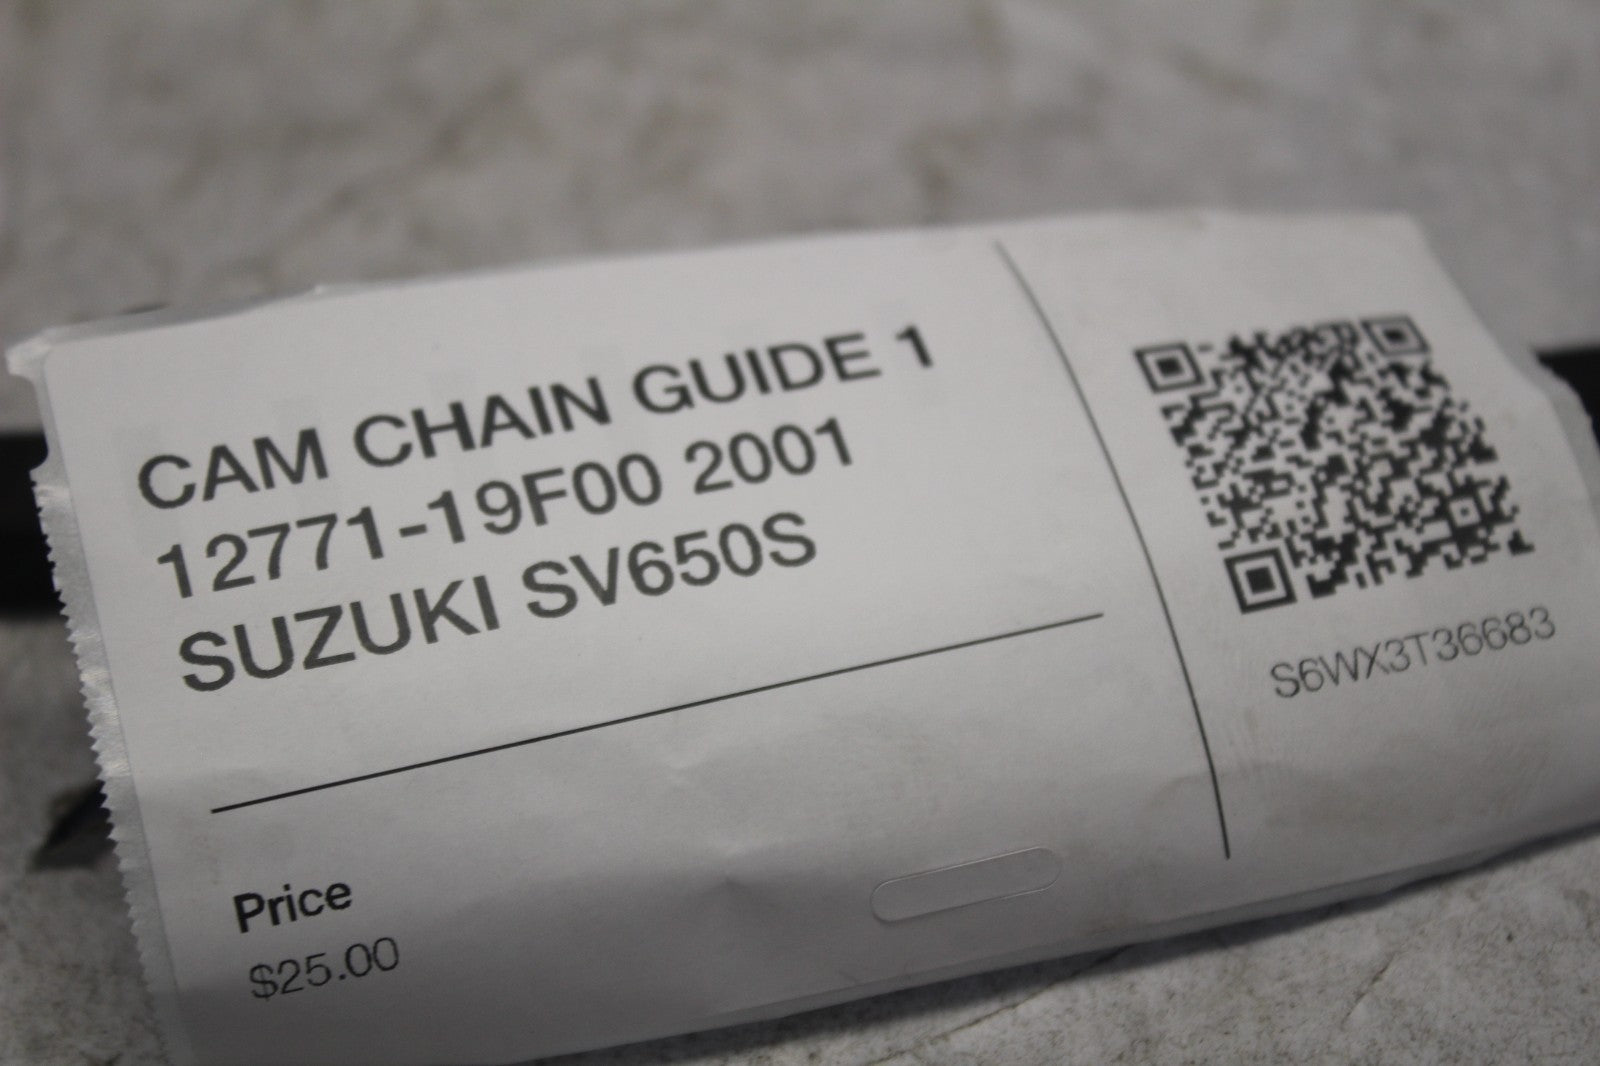 CAM CHAIN GUIDE 1
12771-19F00 2001
SUZUKI SV650S
S6WX3T36683
Price
$25.00